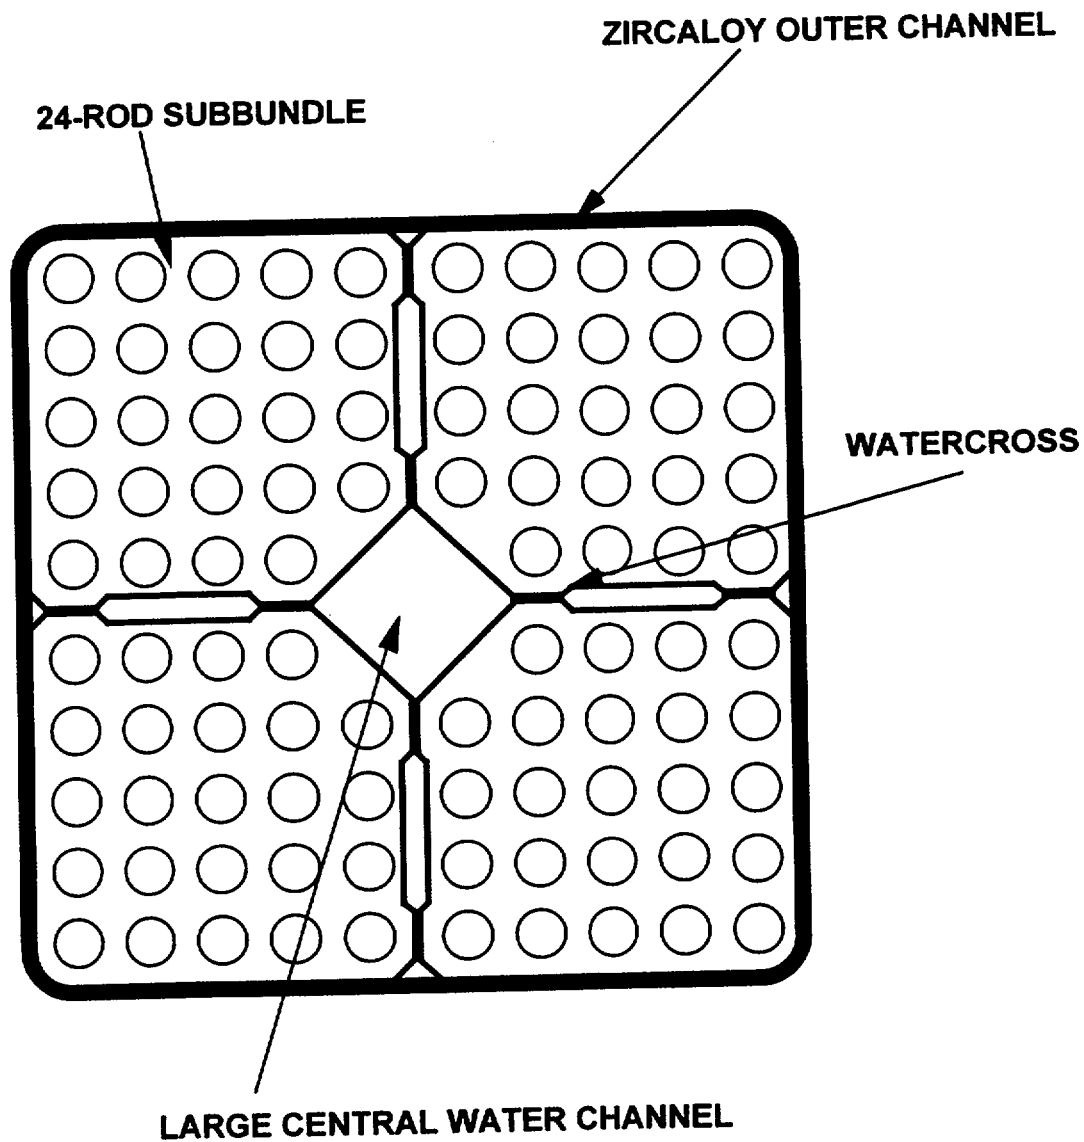 ZIRCALOY OUTER CHANNEL
24-ROD SUBBUNDLE
WATERCROSS
LARGE CENTRAL WATER CHANNEL